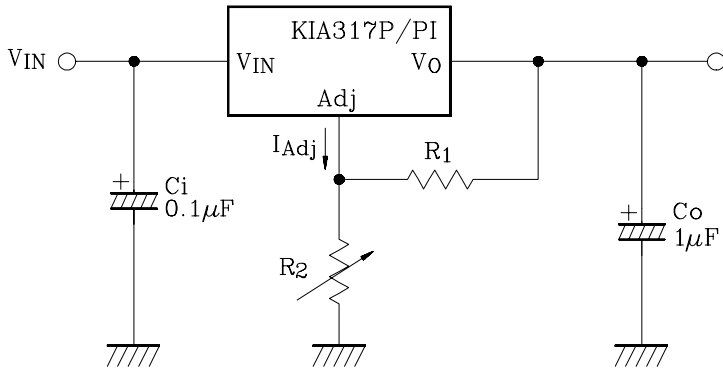 KIA317P/PI
VIN
VIN
VO
Adj
IAdj
R1
+
Ci
0.1μF
R2
+
Co
1μF